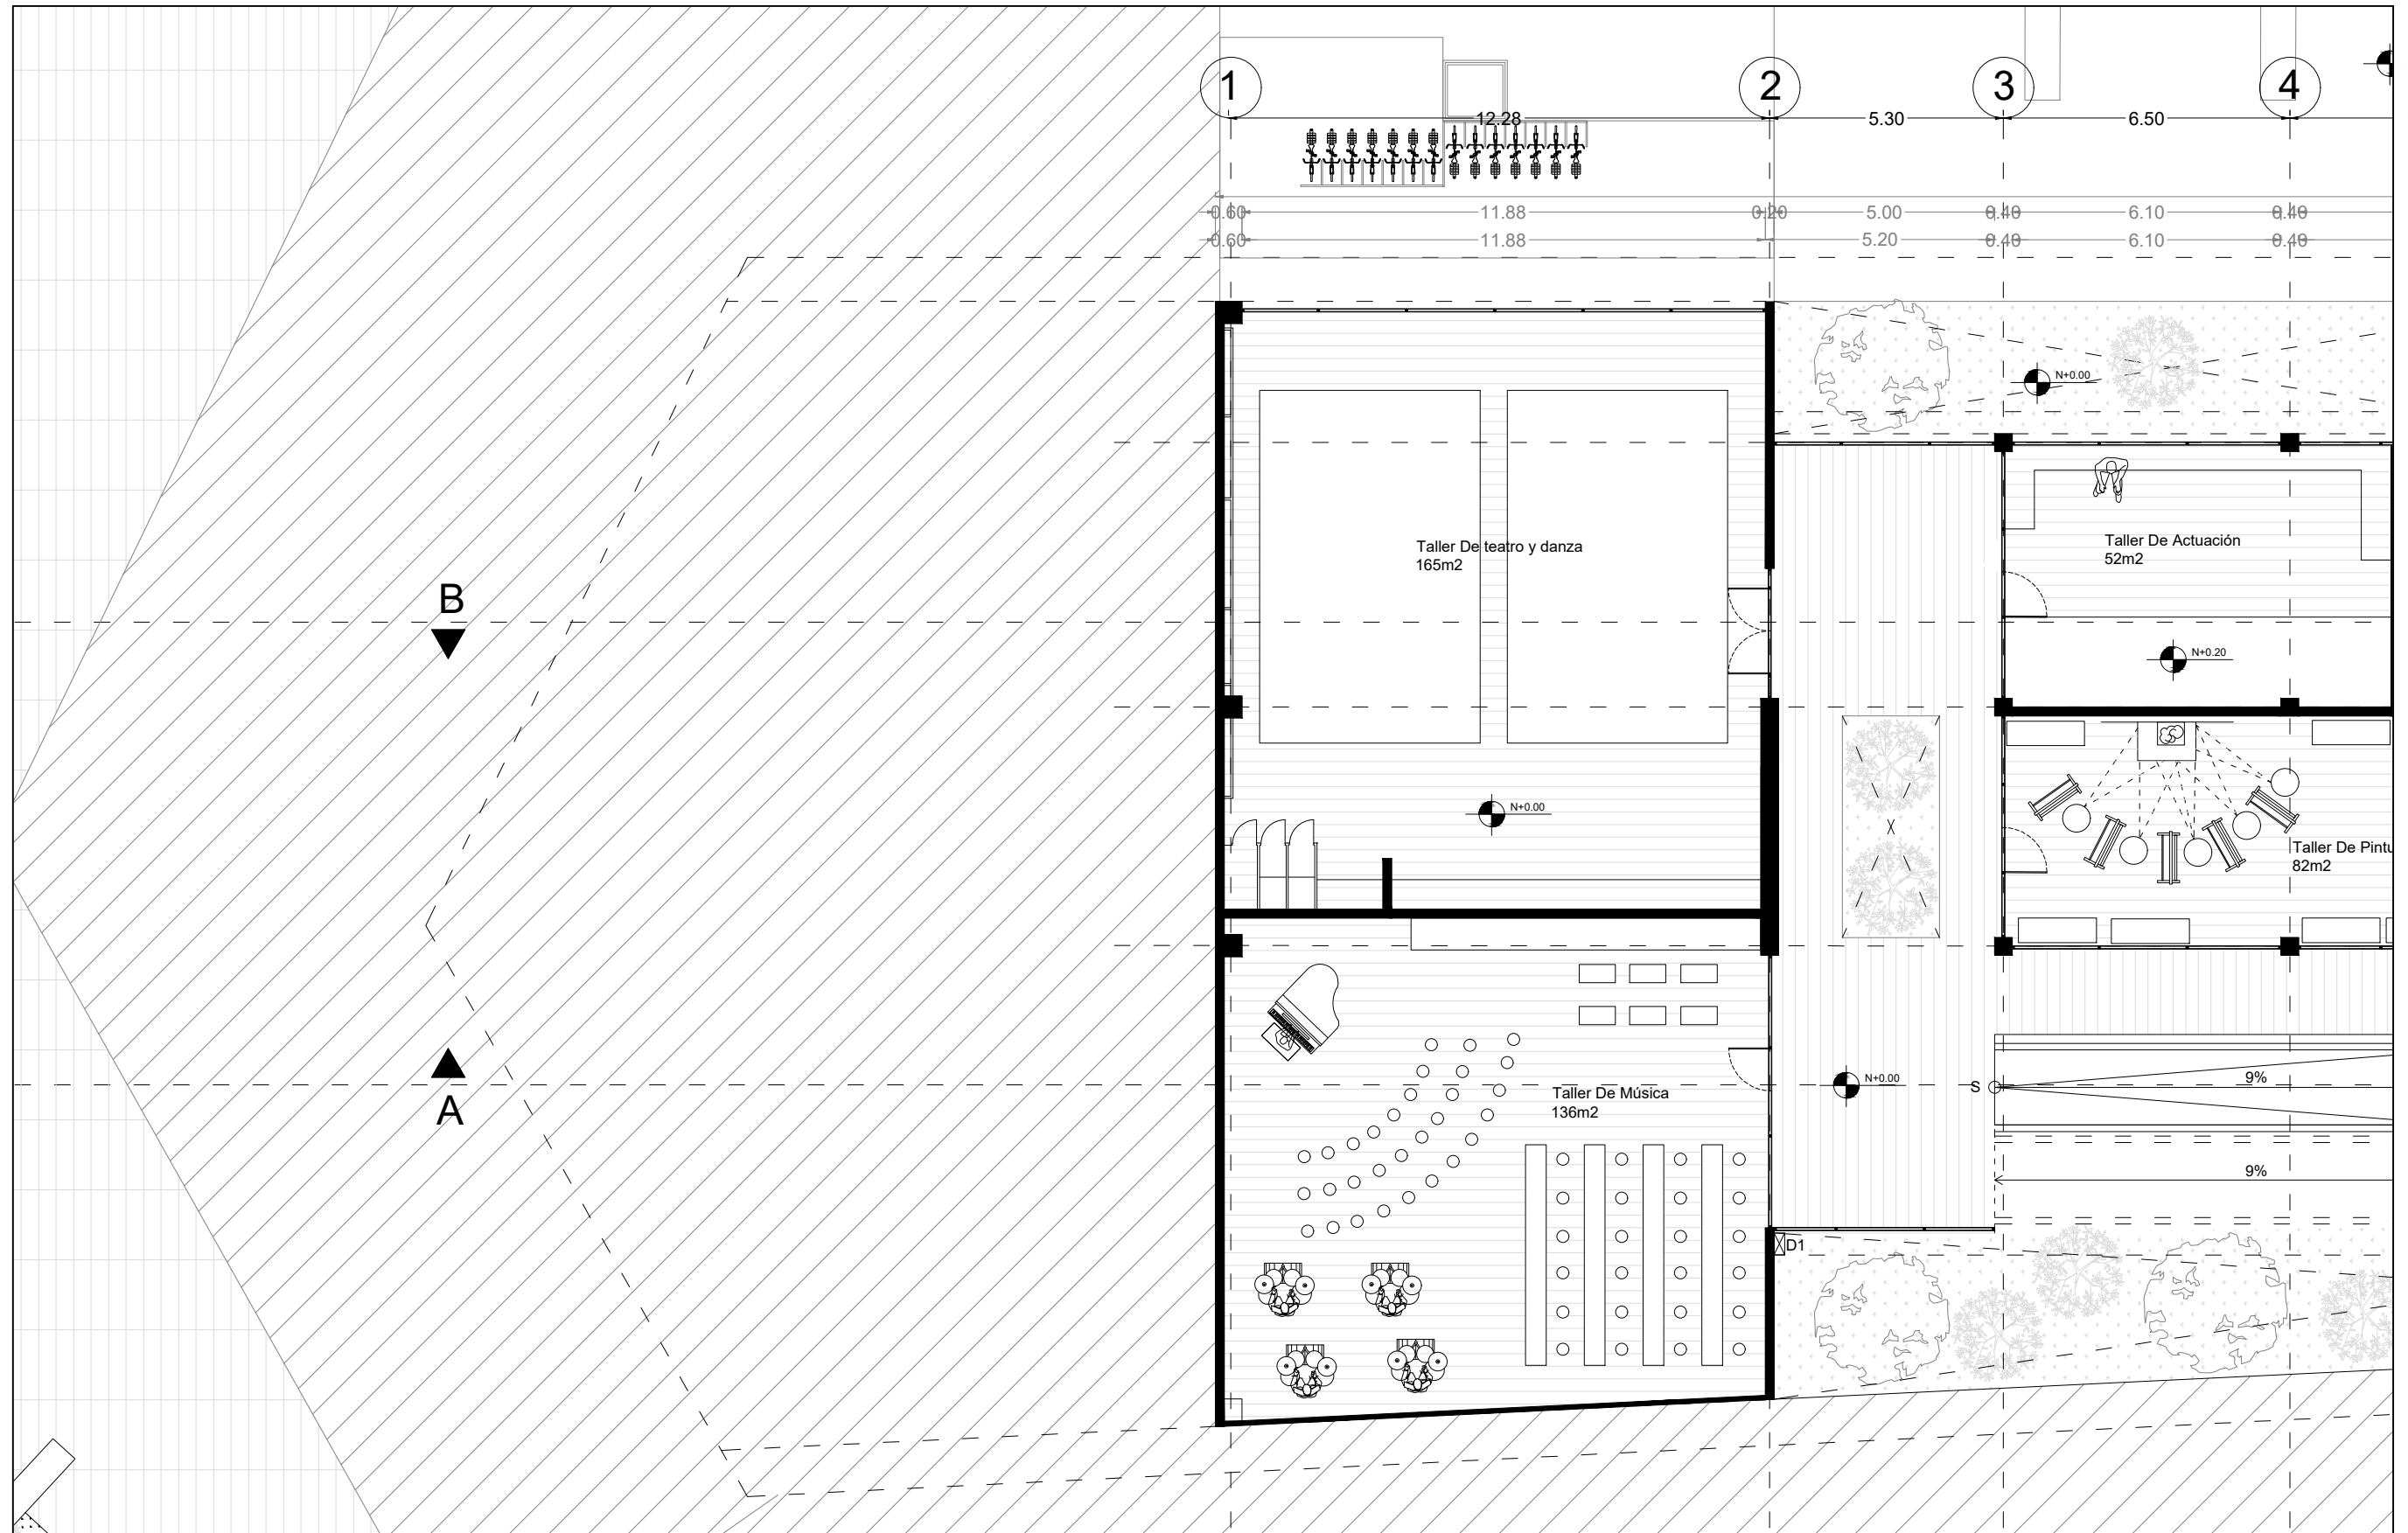 1
2
3
4
12.28
5.30
6.50
0.60
11.88
0.20
5.00
0.40
6.10
0.40
0.60
11.88
5.20
0.40
6.10
0.40
N+0.00
Taller De teatro y danza
165m2
Taller De Actuación
52m2
B
N+0.20
N+0.00
Taller De Pintu
82m2
A
Taller De Música
136m2
N+0.00
S
9%
9%
D1